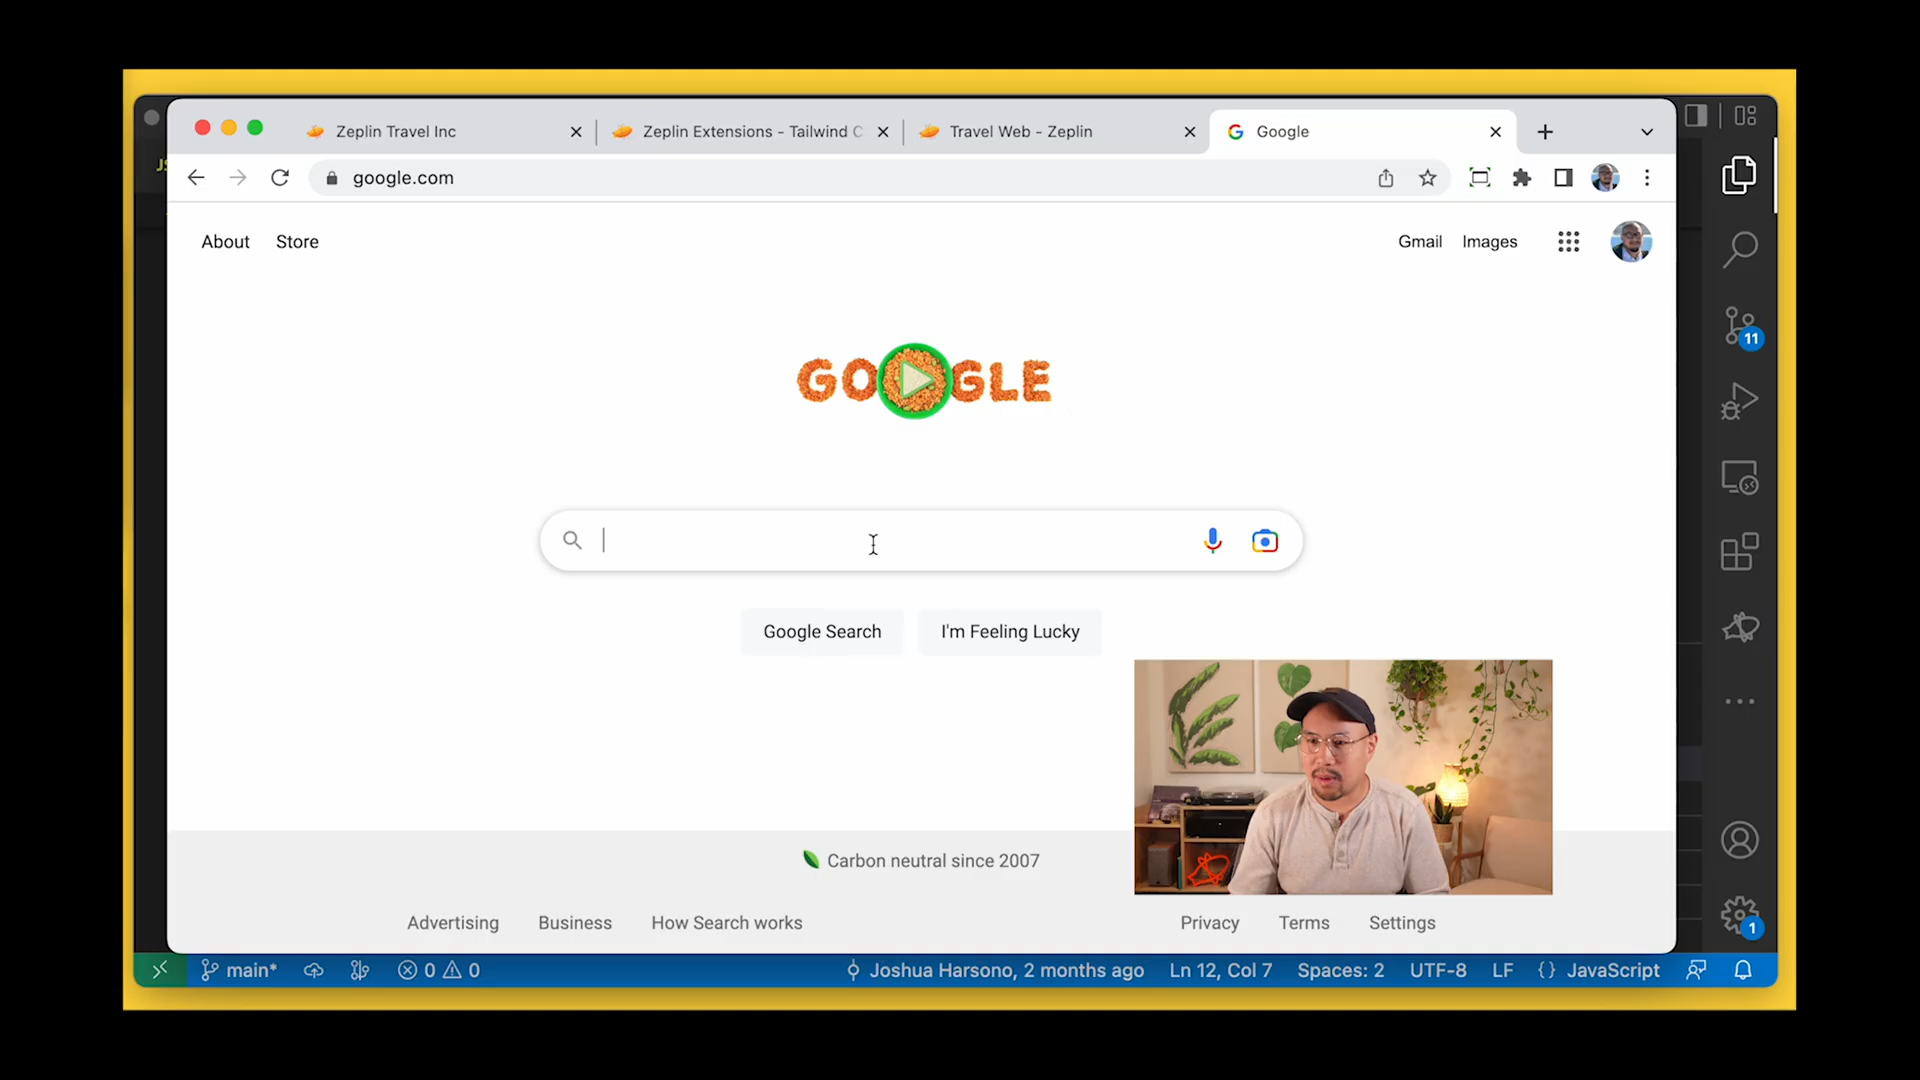 Zeplin Travel Inc
Zeplin Extensions - Tailwind C
Travel Web - Zeplin
Google
google.com
About
Store
Gmail
Images
GOOGLE
Google Search
I'm Feeling Lucky
Carbon neutral since 2007
Advertising
Business
How Search works
Privacy
Terms
Settings
11
1
main*
0
0
Joshua Harsono, 2 months ago
Ln 12, Col 7
Spaces: 2
UTF-8
LF
{} JavaScript